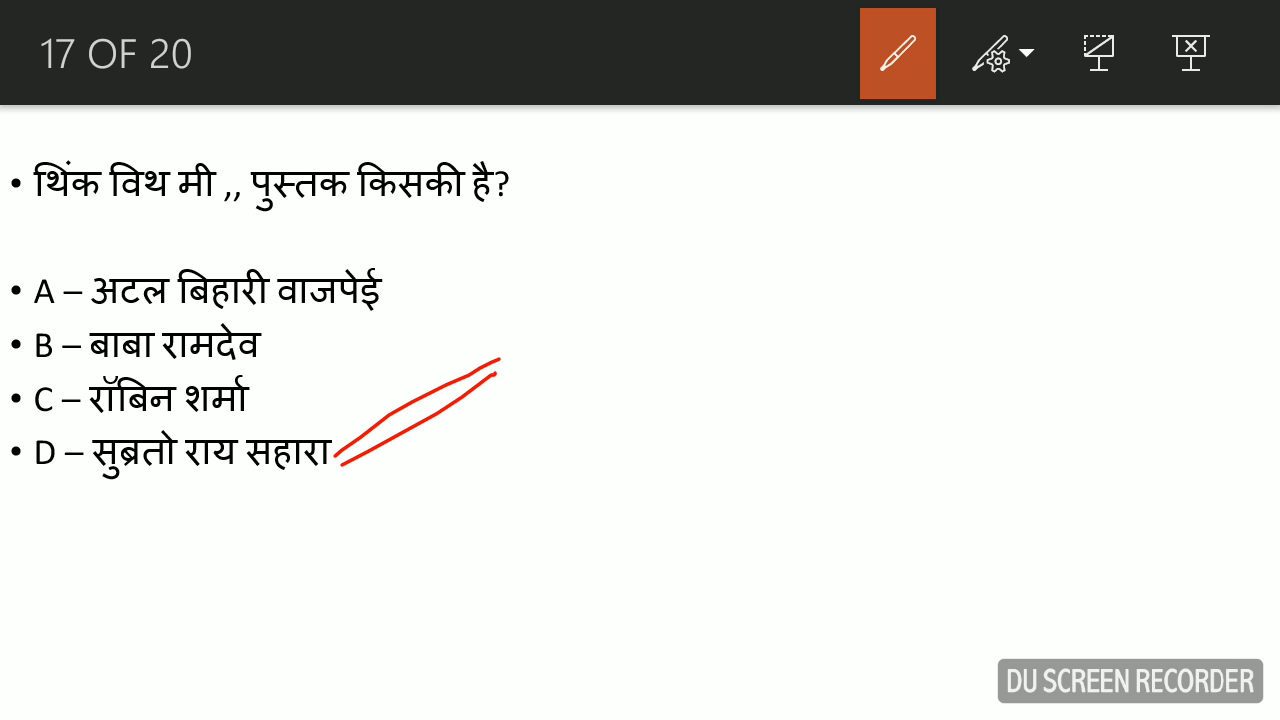 17 OF 20
• थिंक विथ मी ,, पुस्तक किसकी है?
• A – अटल बिहारी वाजपेई
• B – बाबा रामदेव
• C – रॉबिन शर्मा
• D – सुब्रतो राय सहारा
DU SCREEN RECORDER